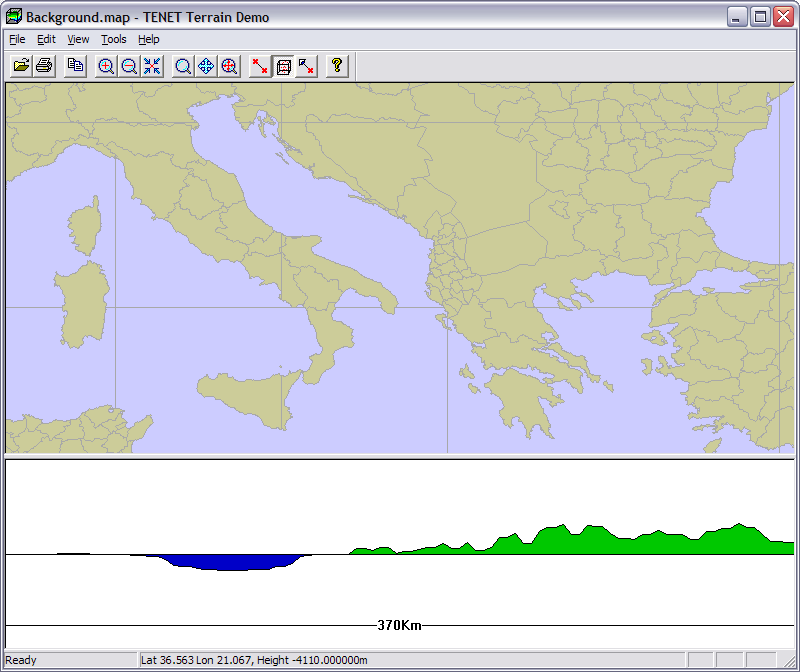 Background.map - TENET Terrain Demo
File Edit View Tools Help
?
370Km
Ready Lat 36.563 Lon 21.067, Height -4110.000000m